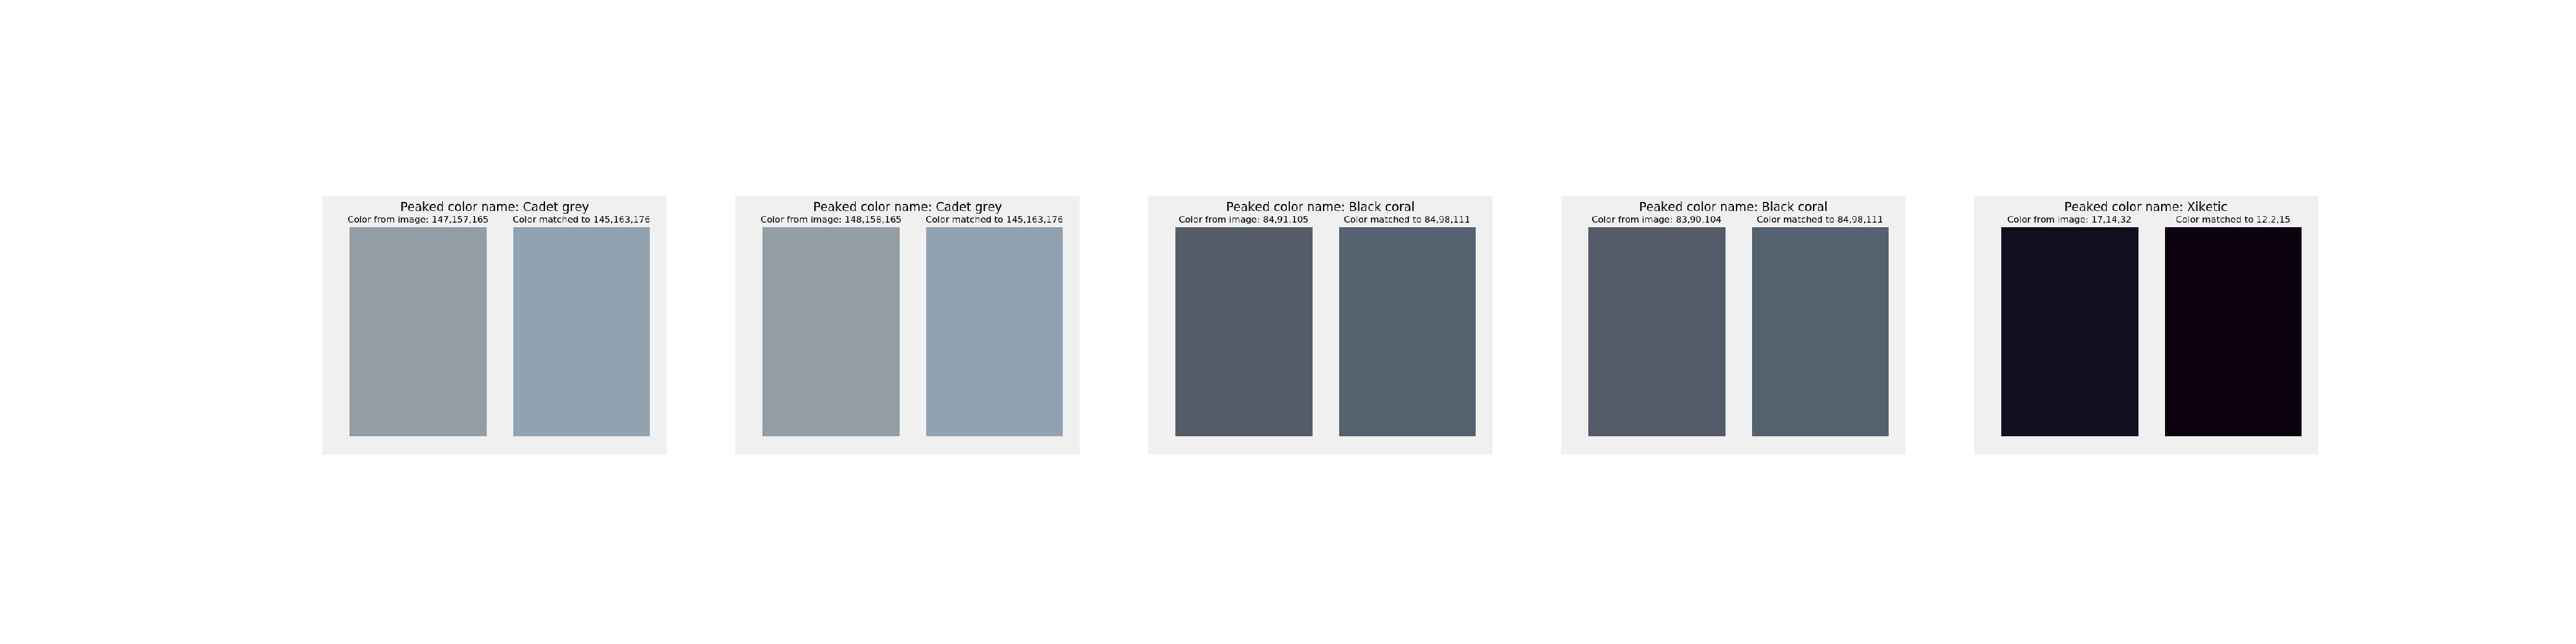 Peaked color name: Cadet grey
Color from image: 147,157,165
Color matched to 145,163,176
Peaked color name: Cadet grey
Color from image: 148,158,165
Color matched to 145,163,176
Peaked color name: Black coral
Color from image: 84,91,105
Color matched to 84,98,111
Peaked color name: Black coral
Color from image: 83,90,104
Color matched to 84,98,111
Peaked color name: Xiketic
Color from image: 17,14,32
Color matched to 12,2,15